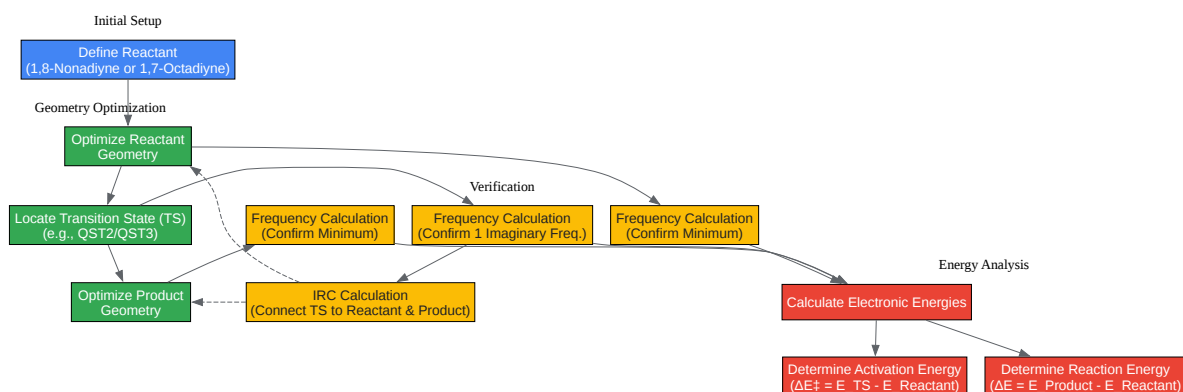 Initial Setup
Define Reactant
(1,8-Nonadiyne or 1,7-Octadiyne)
Geometry Optimization
Optimize Reactant
Geometry
Verification
Locate Transition State (TS)
(e.g., QST2/QST3)
Frequency Calculation
(Confirm Minimum)
Frequency Calculation
(Confirm 1 Imaginary Freq.)
Frequency Calculation
(Confirm Minimum)
Energy Analysis
Optimize Product
Geometry
IRC Calculation
(Connect TS to Reactant & Product)
Calculate Electronic Energies
Determine Activation Energy
(ΔE‡ = E_TS - E_Reactant)
Determine Reaction Energy
(ΔE = E_Product - E_Reactant)